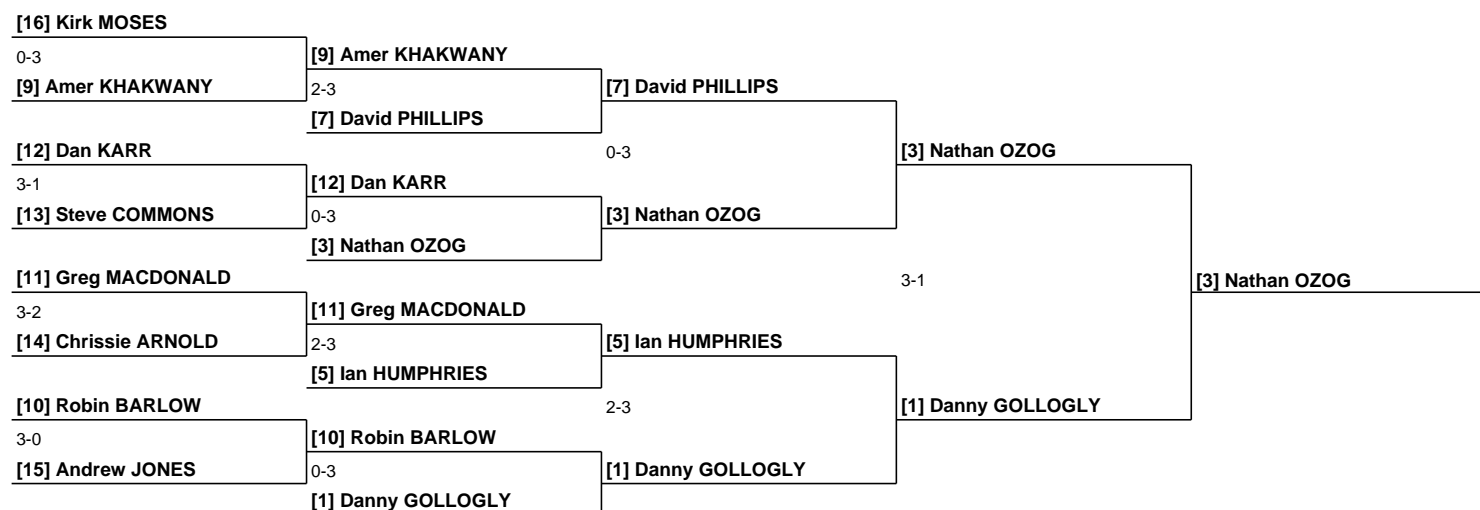 [16] Kirk MOSES
0-3
[9] Amer KHAKWANY
[9] Amer KHAKWANY
2-3
[7] David PHILLIPS
[7] David PHILLIPS
[12] Dan KARR
3-1
[13] Steve COMMONS
[12] Dan KARR
0-3
[3] Nathan OZOG
0-3
[3] Nathan OZOG
[3] Nathan OZOG
[11] Greg MACDONALD
3-2
[14] Chrissie ARNOLD
[11] Greg MACDONALD
2-3
[5] Ian HUMPHRIES
[5] Ian HUMPHRIES
3-1
[3] Nathan OZOG
[10] Robin BARLOW
3-0
[15] Andrew JONES
[10] Robin BARLOW
0-3
[1] Danny GOLLOGLY
2-3
[1] Danny GOLLOGLY
[1] Danny GOLLOGLY